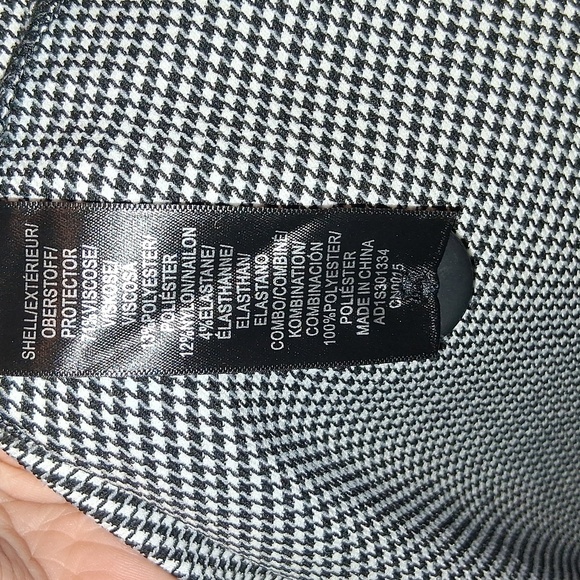 SHELL/EXTÉRIEUR/
OBERSTOFF/
PROTECTOR
VISCOSE/
VISKOSE/
VISCOSA
13%POLYESTER/
POLIÉSTER
12%NYLON/NAILON
4%ELASTANE/
ÉLASTHANNE/
ELASTHAN/
ELASTANO
COMBO/COMBINÉ/
KOMBINATION/
COMBINACIÓN
100%POLYESTER/
POLIÉSTER
MADE IN CHINA
AD1S301334